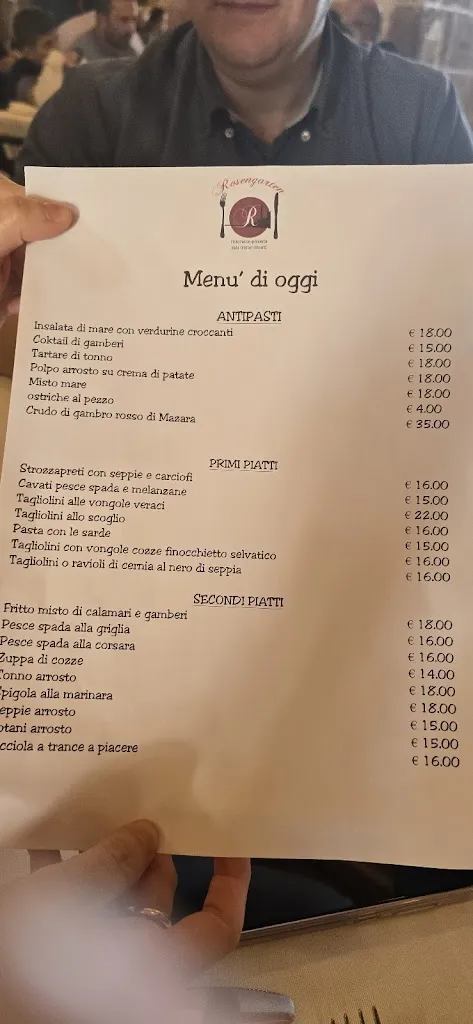 Rosengarten
R
Menu' di oggi
ANTIPASTI
Insalata di mare con verdurine croccanti € 18.00
Coktail di gamberi € 15.00
Tartare di tonno € 18.00
Polpo arrosto su crema di patate € 18.00
Misto mare € 18.00
ostriche al pezzo € 4.00
Crudo di gambro rosso di Mazara € 35.00
PRIMI PIATTI
Strozzapreti con seppie e carciofi € 16.00
Cavati pesce spada e melanzane € 15.00
Tagliolini alle vongole veraci € 22.00
Tagliolini allo scoglio € 16.00
Pasta con le sarde € 15.00
Tagliolini con vongole cozze finocchietto selvatico € 16.00
Tagliolini o ravioli di cernia al nero di seppia € 16.00
SECONDI PIATTI
Fritto misto di calamari e gamberi € 18.00
Pesce spada alla griglia € 16.00
Pesce spada alla corsara € 16.00
Zuppa di cozze € 14.00
Tonno arrosto € 18.00
pigola alla marinara € 18.00
eppie arrosto € 15.00
otani arrosto € 15.00
cciola a trance a piacere € 16.00